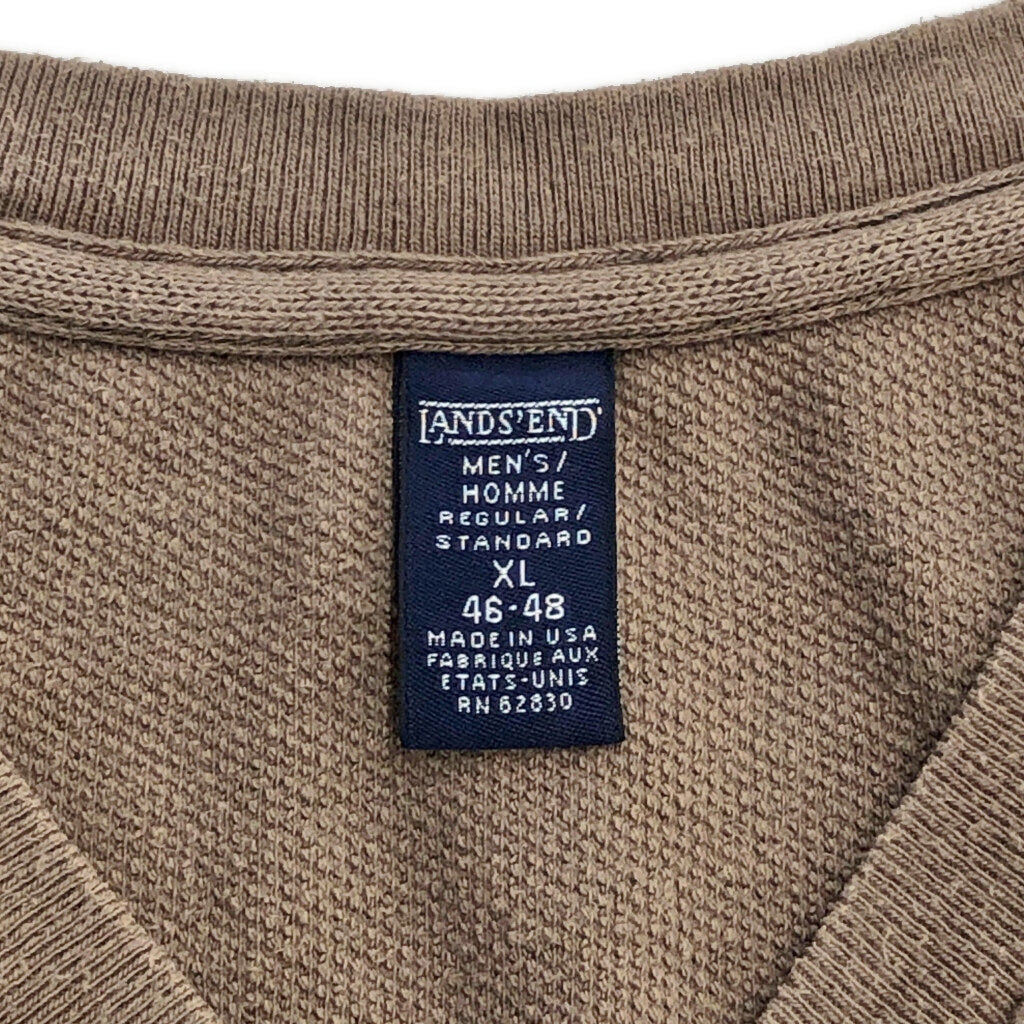 LANDS'END
MEN'S/
HOMME
REGULAR/
STANDARD
XL
46-48
MADE IN USA
FABRIQUE AUX
ETATS-UNIS
RN 62830